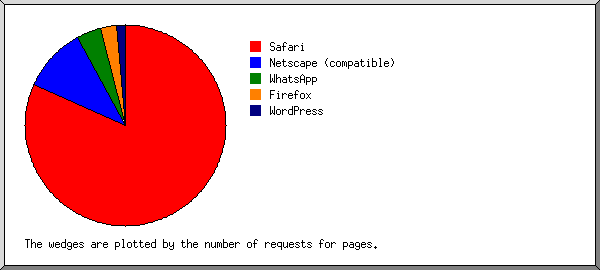 Safari
Netscape (compatible)
WhatsApp
Firefox
WordPress
The wedges are plotted by the number of requests for pages.